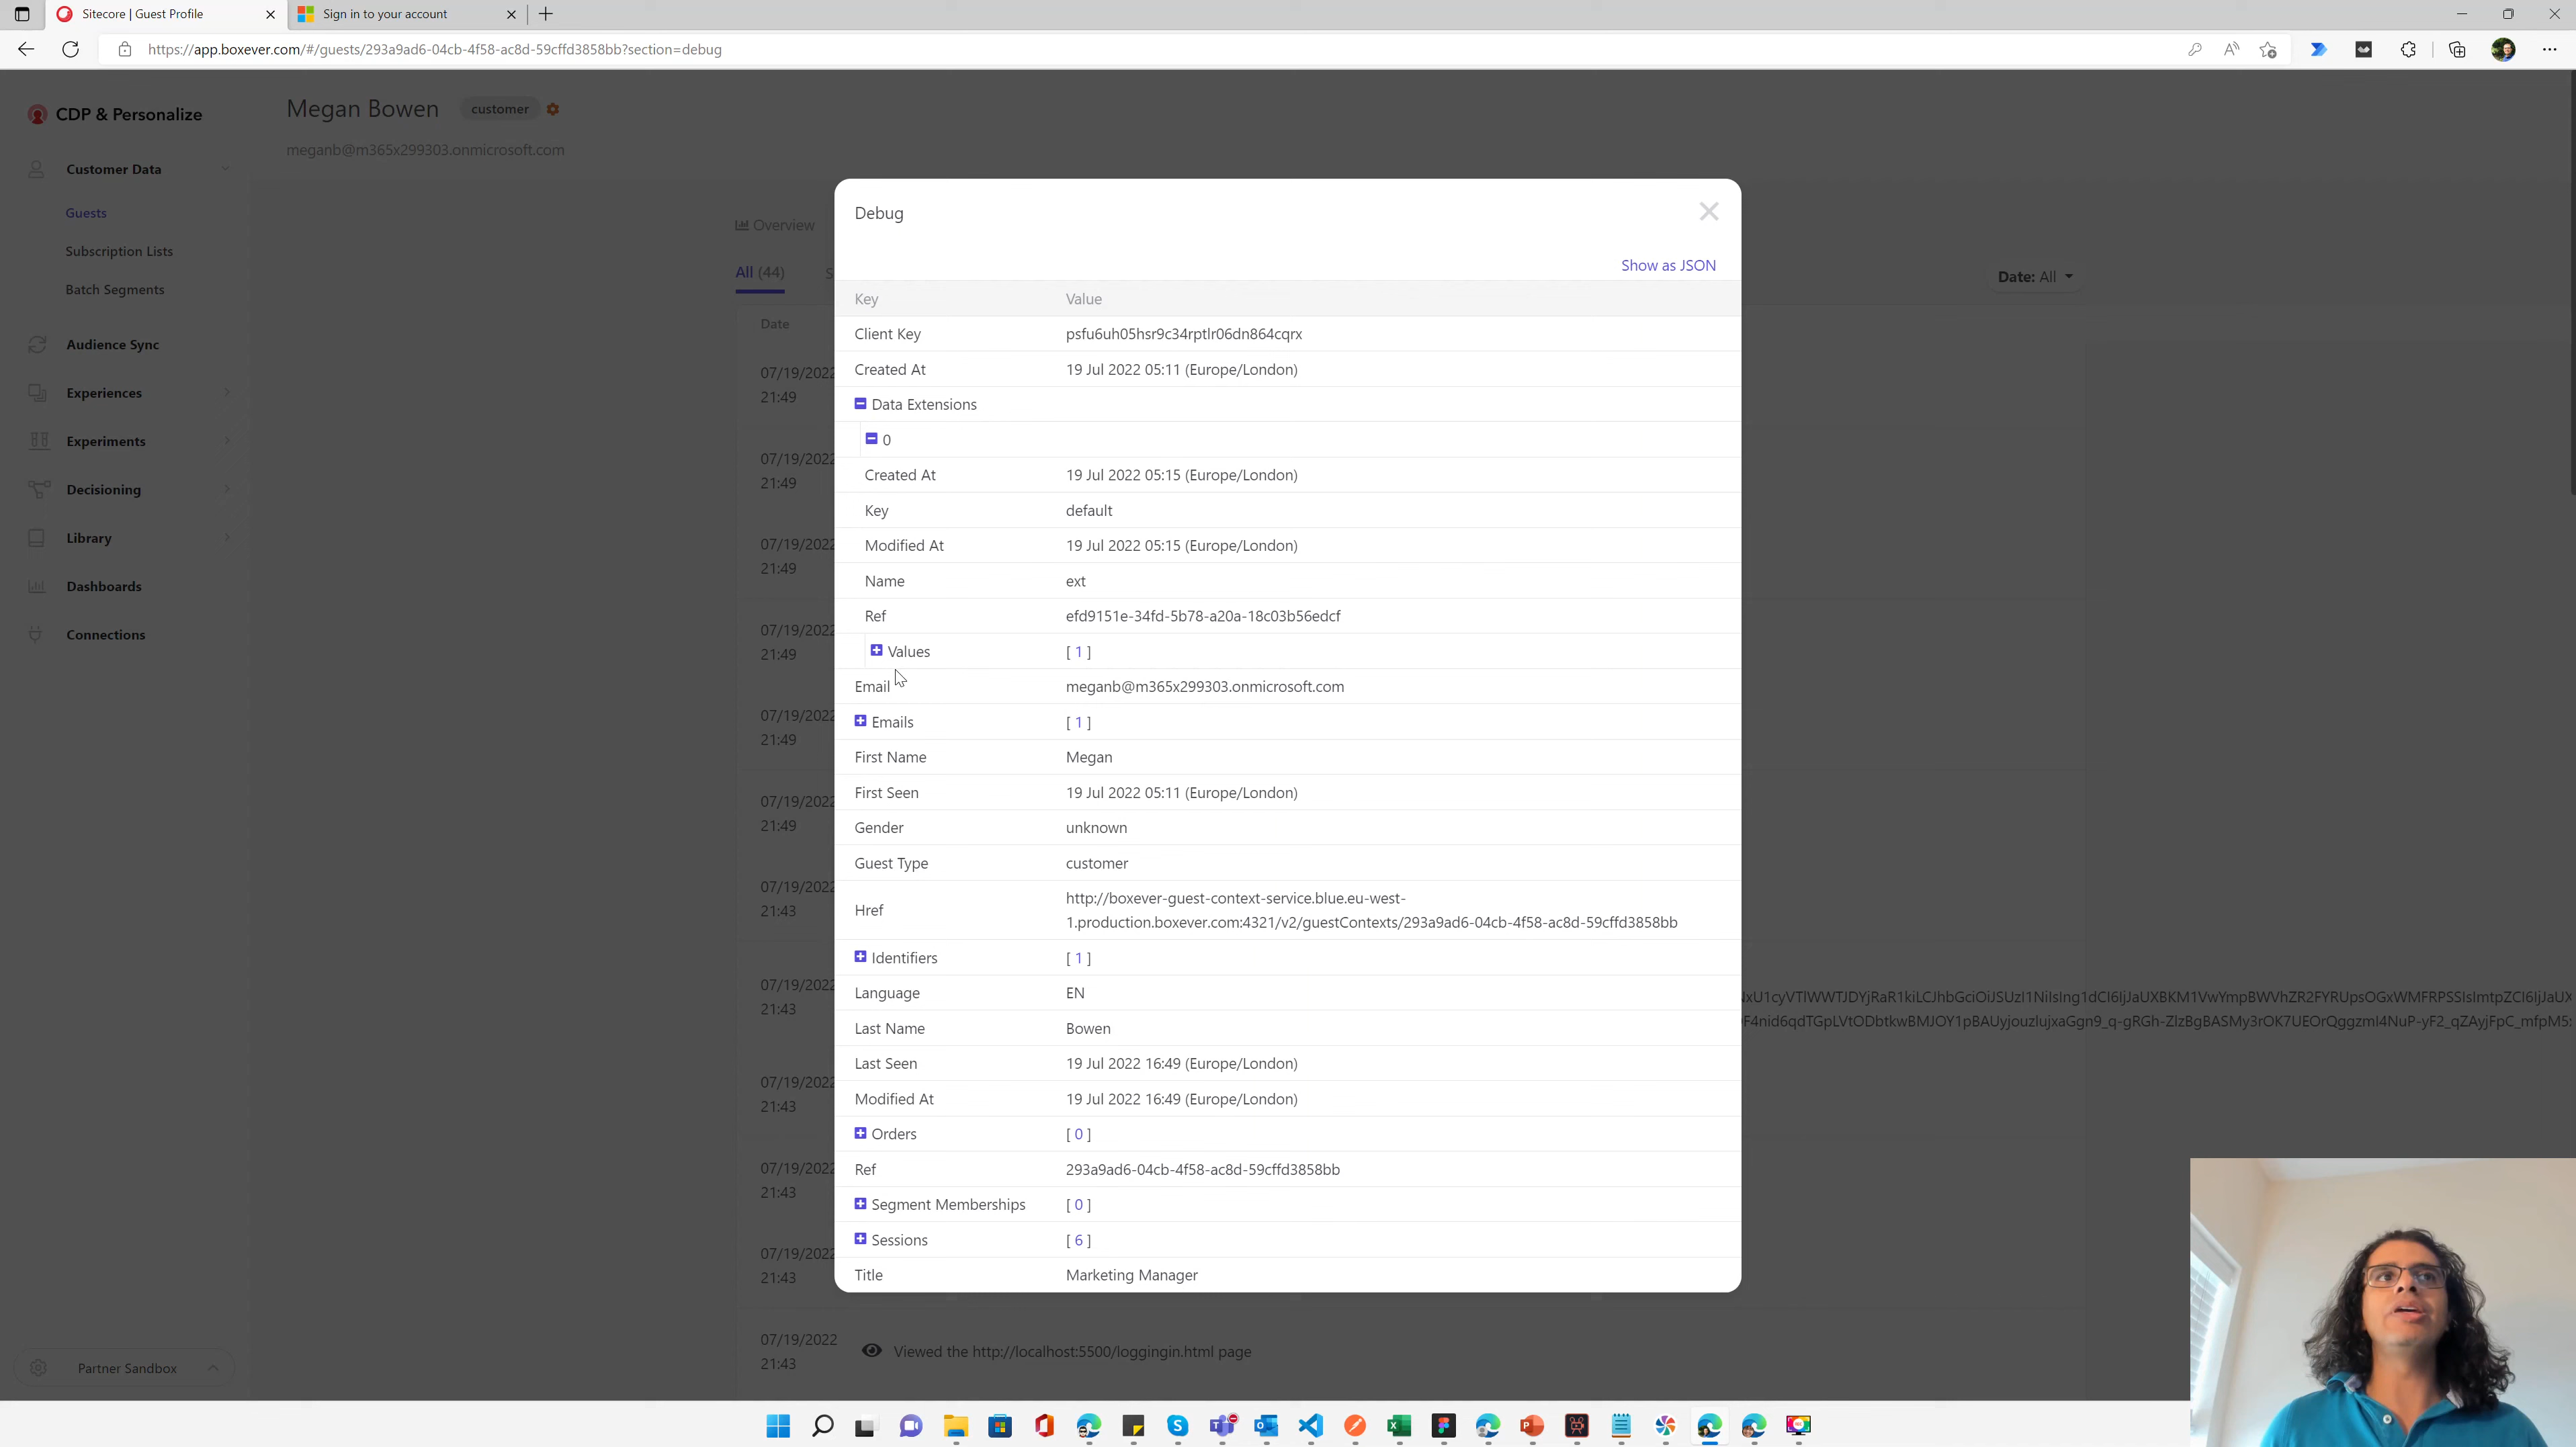 Sitecore | Guest Profile
Sign in to your account
https://app.boxever.com/#/guests/293a9ad6-04cb-4f58-ac8d-59cffd3858bb?section=debug
CDP & Personalize
Customer Data
Guests
Subscription Lists
Batch Segments
Audience Sync
Experiences
Experiments
Decisioning
Library
Dashboards
Connections
Partner Sandbox
Megan Bowen customer
meganb@m365x299303.onmicrosoft.com
Overview
All (44) S
Date: All
Date
07/19/2022
21:49
07/19/2022
21:49
07/19/2022
21:49
07/19/2022
21:49
07/19/2022
21:49
07/19/2022
21:49
07/19/2022
21:43
07/19/2022
21:43
07/19/2022
21:43
07/19/2022
21:43
07/19/2022
21:43
07/19/2022
21:43
Viewed the http://localhost:5500/loggingin.html page
Debug
Show as JSON
Key Value
Client Key psfu6uh05hsr9c34rptlr06dn864cqrx
Created At 19 Jul 2022 05:11 (Europe/London)
Data Extensions
0
Created At 19 Jul 2022 05:15 (Europe/London)
Key default
Modified At 19 Jul 2022 05:15 (Europe/London)
Name ext
Ref efd9151e-34fd-5b78-a20a-18c03b56edcf
Values [ 1 ]
Email meganb@m365x299303.onmicrosoft.com
Emails [ 1 ]
First Name Megan
First Seen 19 Jul 2022 05:11 (Europe/London)
Gender unknown
Guest Type customer
Href http://boxever-guest-context-service.blue.eu-west-
1.production.boxever.com:4321/v2/guestContexts/293a9ad6-04cb-4f58-ac8d-59cffd3858bb
Identifiers [ 1 ]
Language EN
Last Name Bowen
Last Seen 19 Jul 2022 16:49 (Europe/London)
Modified At 19 Jul 2022 16:49 (Europe/London)
Orders [ 0 ]
Ref 293a9ad6-04cb-4f58-ac8d-59cffd3858bb
Segment Memberships [ 0 ]
Sessions [ 6 ]
Title Marketing Manager